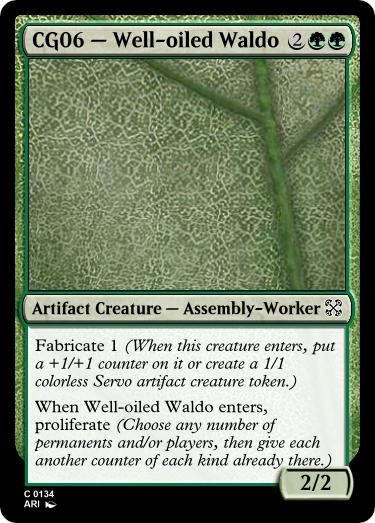 CG06 — Well-oiled Waldo 2
Artifact Creature — Assembly-Worker
Fabricate 1 (When this creature enters, put
a +1/+1 counter on it or create a 1/1
colorless Servo artifact creature token.)
When Well-oiled Waldo enters,
proliferate (Choose any number of
permanents and/or players, then give each
another counter of each kind already there.)
2/2
C 0134
ARI